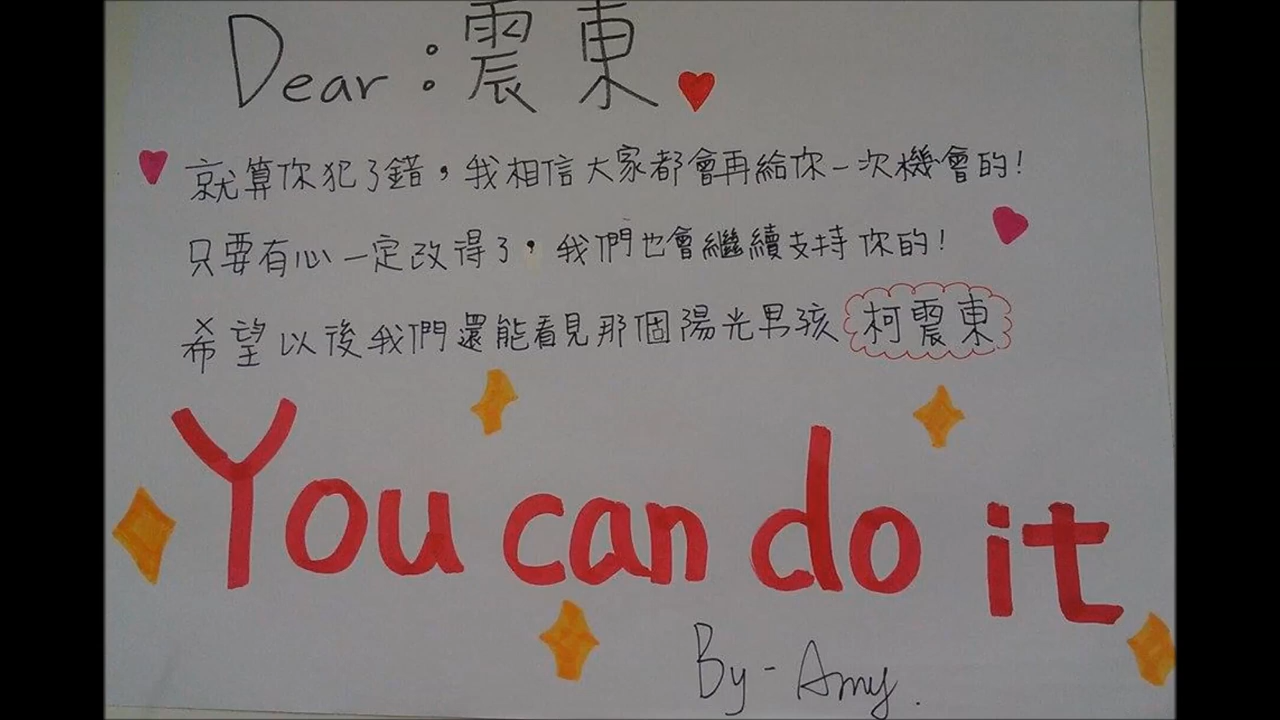 Dear：震東
就算你犯了錯，我相信大家都會再給你一次機會的！
只要有心一定改得了，我們也會繼續支持你的！
希望以後我們還能看見那個陽光男孩 柯震東
You can do it
By-Amy.